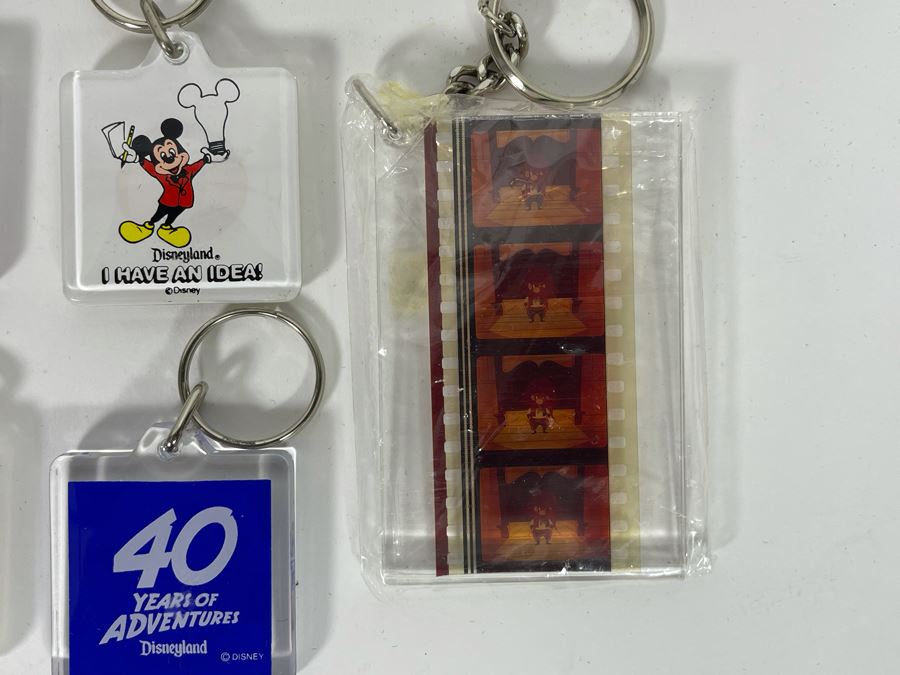 Disneyland®
I HAVE AN IDEA!
©Disney
40
YEARS OF
ADVENTURES
Disneyland
© DISNEY